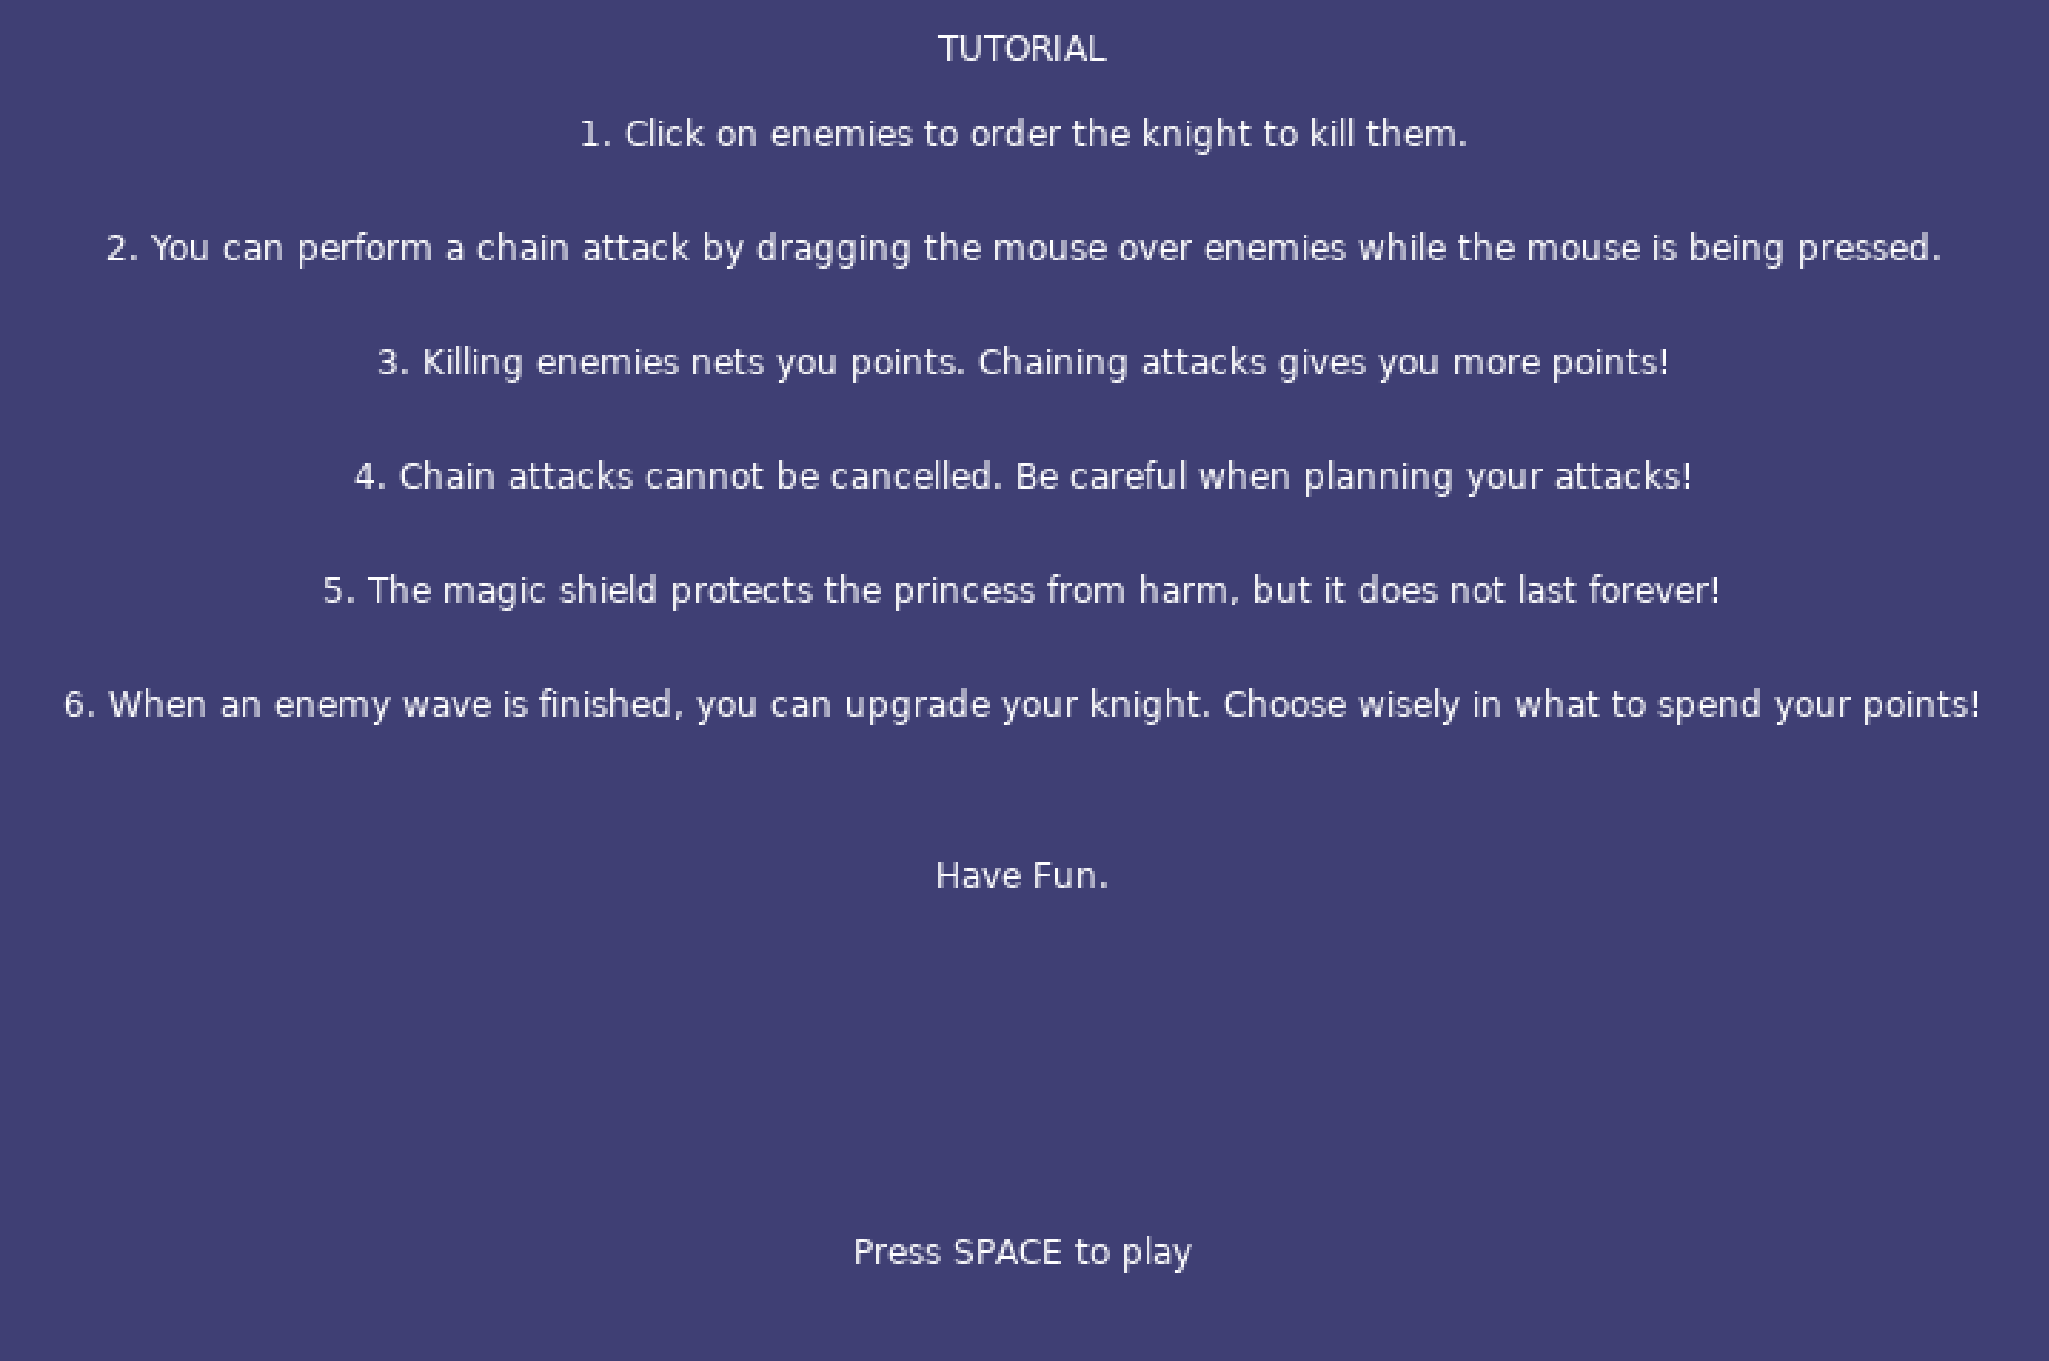 TUTORIAL
1. Click on enemies to order the knight to kill them.
2. You can perform a chain attack by dragging the mouse over enemies while the mouse is being pressed.
3. Killing enemies nets you points. Chaining attacks gives you more points!
4. Chain attacks cannot be cancelled. Be careful when planning your attacks!
5. The magic shield protects the princess from harm, but it does not last forever!
6. When an enemy wave is finished, you can upgrade your knight. Choose wisely in what to spend your points!
Have Fun.
Press SPACE to play